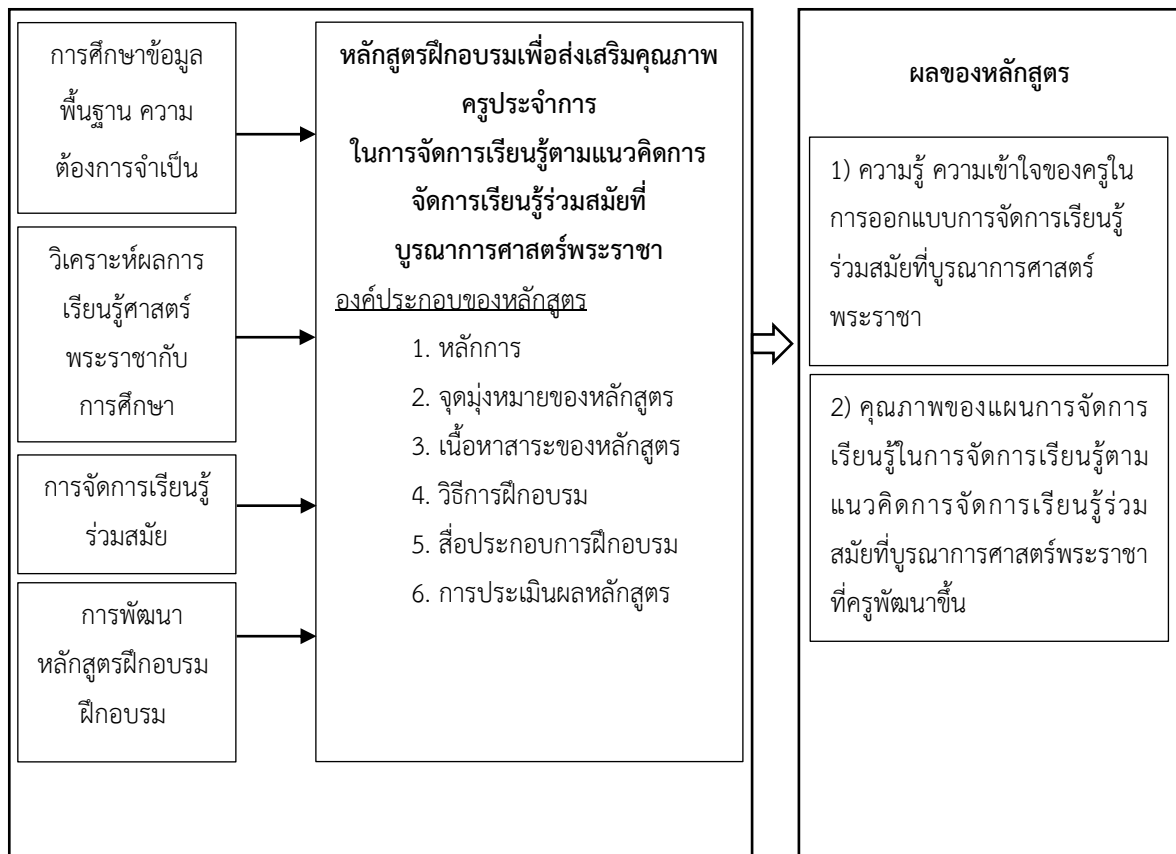 การศึกษาข้อมูล
พื้นฐาน ความ
ต้องการจำเป็น
วิเคราะห์ผลการ
เรียนรู้ศาสตร์
พระราชากับ
การศึกษา
การจัดการเรียนรู้
ร่วมสมัย
การพัฒนา
หลักสูตรฝึกอบรม
ฝึกอบรม
หลักสูตรฝึกอบรมเพื่อส่งเสริมคุณภาพ
ครูประจำการ
ในการจัดการเรียนรู้ตามแนวคิดการ
จัดการเรียนรู้ร่วมสมัยที่
บูรณาการศาสตร์พระราชา
องค์ประกอบของหลักสูตร
1. หลักการ
2. จุดมุ่งหมายของหลักสูตร
3. เนื้อหาสาระของหลักสูตร
4. วิธีการฝึกอบรม
5. สื่อประกอบการฝึกอบรม
6. การประเมินผลหลักสูตร
ผลของหลักสูตร
1) ความรู้ ความเข้าใจของครูใน
การออกแบบการจัดการเรียนรู้
ร่วมสมัยที่บูรณาการศาสตร์
พระราชา
2) คุณภาพของแผนการจัดการ
เรียนรู้ในการจัดการเรียนรู้ตาม
แนวคิดการจัดการเรียนรู้ร่วม
สมัยที่บูรณาการศาสตร์พระราชา
ที่ครูพัฒนาขึ้น